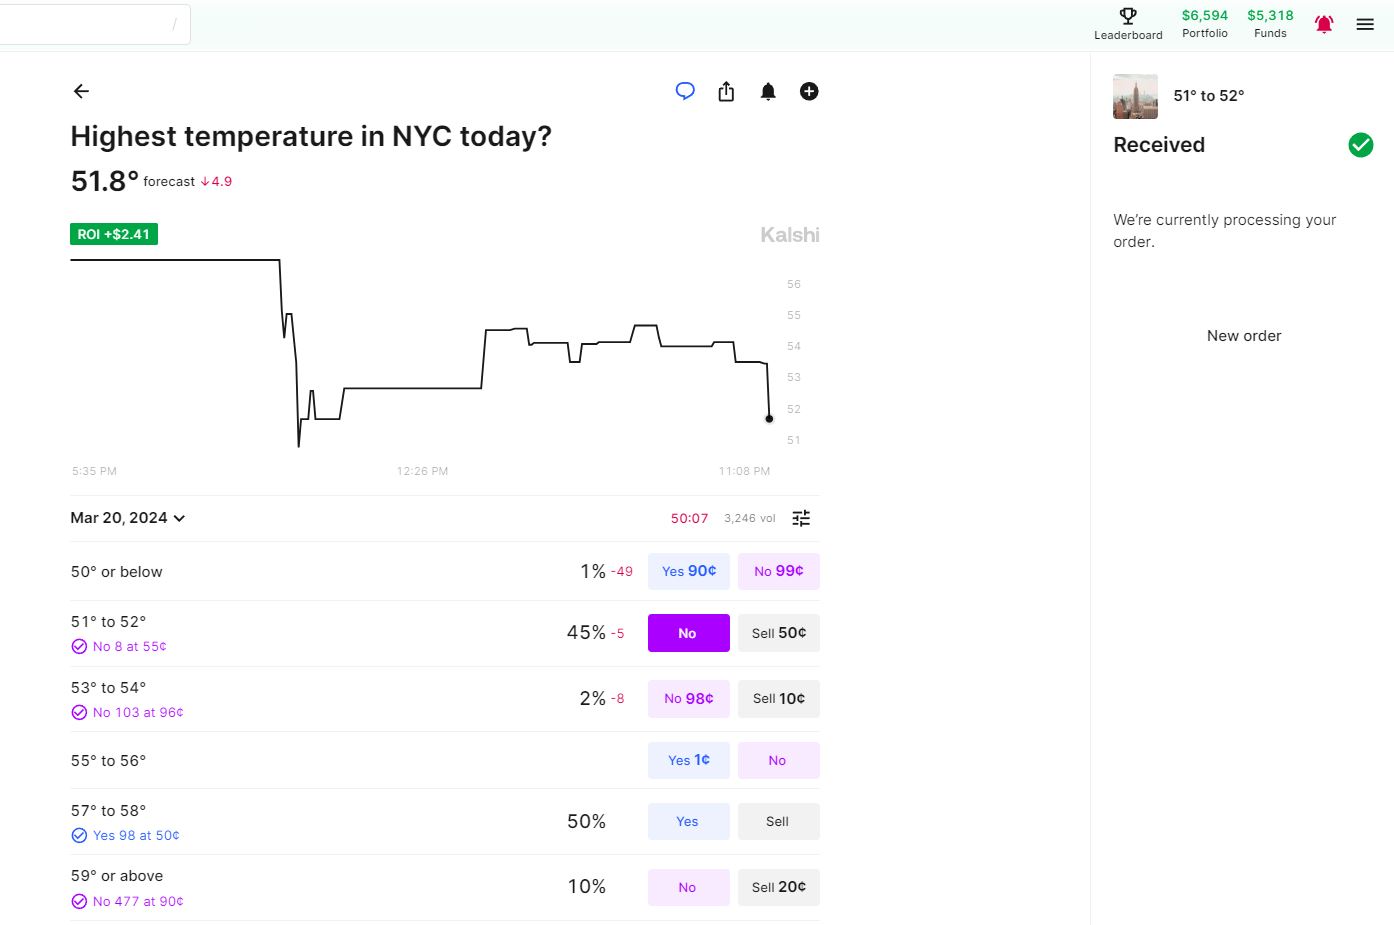 /
Leaderboard
$6,594
Portfolio
$5,318
Funds
Highest temperature in NYC today?
51.8° forecast ↓4.9
ROI +$2.41
Kalshi
56
55
54
53
52
51
5:35 PM
12:26 PM
11:08 PM
Mar 20, 2024
50:07
3,246 vol
50° or below
1% -49
Yes 90¢
No 99¢
51° to 52°
No 8 at 55¢
45% -5
No
Sell 50¢
53° to 54°
No 103 at 96¢
2% -8
No 98¢
Sell 10¢
55° to 56°
Yes 1¢
No
57° to 58°
Yes 98 at 50¢
50%
Yes
Sell
59° or above
No 477 at 90¢
10%
No
Sell 20¢
51° to 52°
Received
We're currently processing your
order.
New order